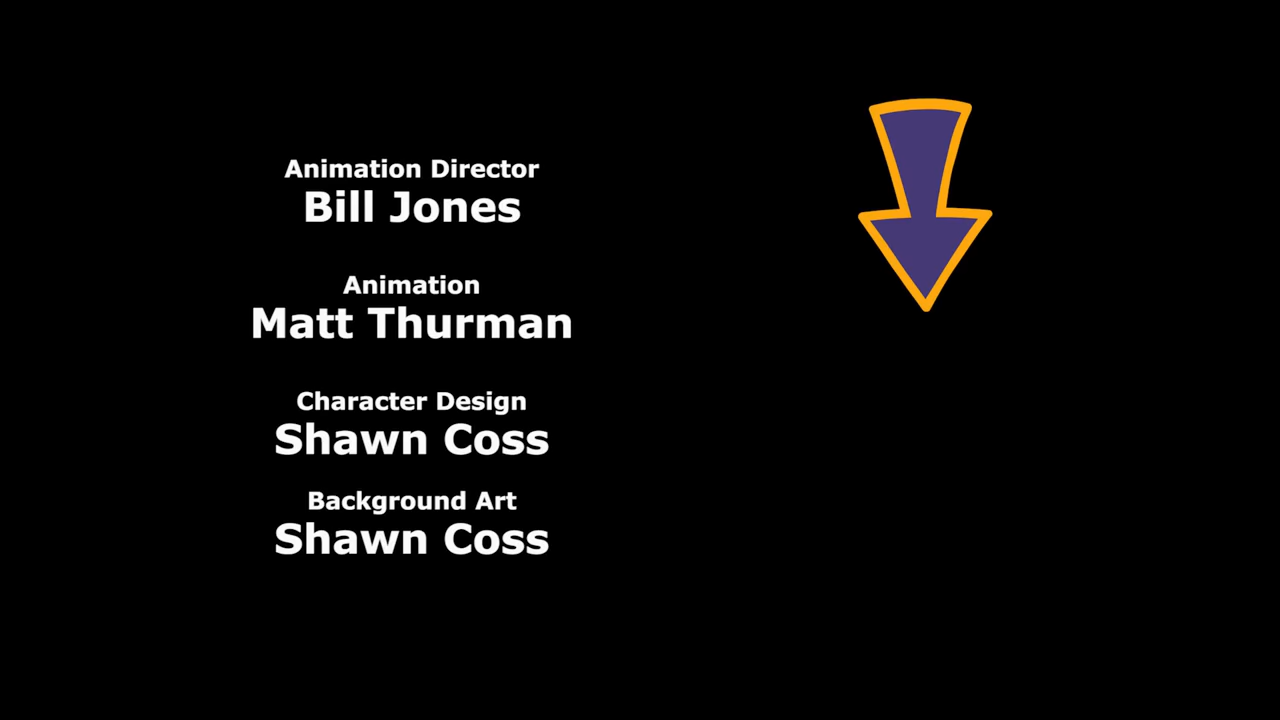 Animation Director
Bill Jones
Animation
Matt Thurman
Character Design
Shawn Coss
Background Art
Shawn Coss